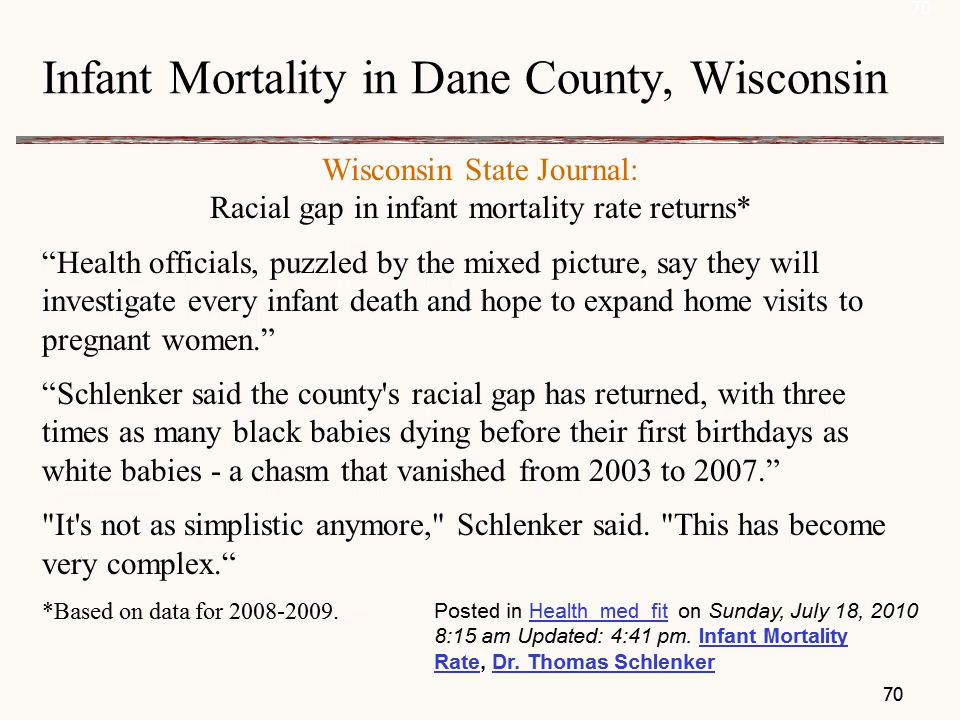 70
Infant Mortality in Dane County, Wisconsin
Wisconsin State Journal:
Racial gap in infant mortality rate returns*
“Health officials, puzzled by the mixed picture, say they will
investigate every infant death and hope to expand home visits to
pregnant women.”
“Schlenker said the county's racial gap has returned, with three
times as many black babies dying before their first birthdays as
white babies - a chasm that vanished from 2003 to 2007.”
"It's not as simplistic anymore," Schlenker said. "This has become
very complex.“
*Based on data for 2008-2009.
Posted in Health_med_fit on Sunday, July 18, 2010
8:15 am Updated: 4:41 pm. Infant Mortality
Rate, Dr. Thomas Schlenker
70